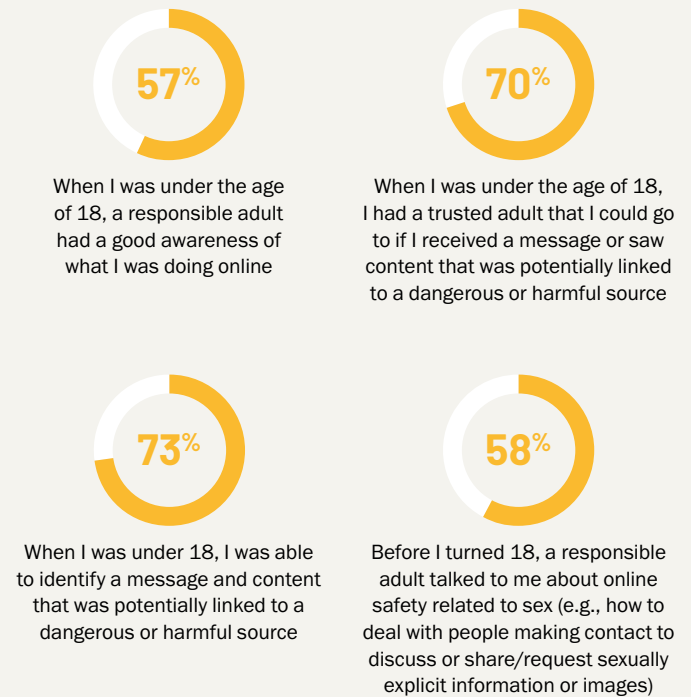 57%
When I was under the age
of 18, a responsible adult
had a good awareness of
what I was doing online
70%
When I was under the age of 18,
I had a trusted adult that I could go
to if I received a message or saw
content that was potentially linked
to a dangerous or harmful source
73%
When I was under 18, I was able
to identify a message and content
that was potentially linked to a
dangerous or harmful source
58%
Before I turned 18, a responsible
adult talked to me about online
safety related to sex (e.g., how to
deal with people making contact to
discuss or share/request sexually
explicit information or images)